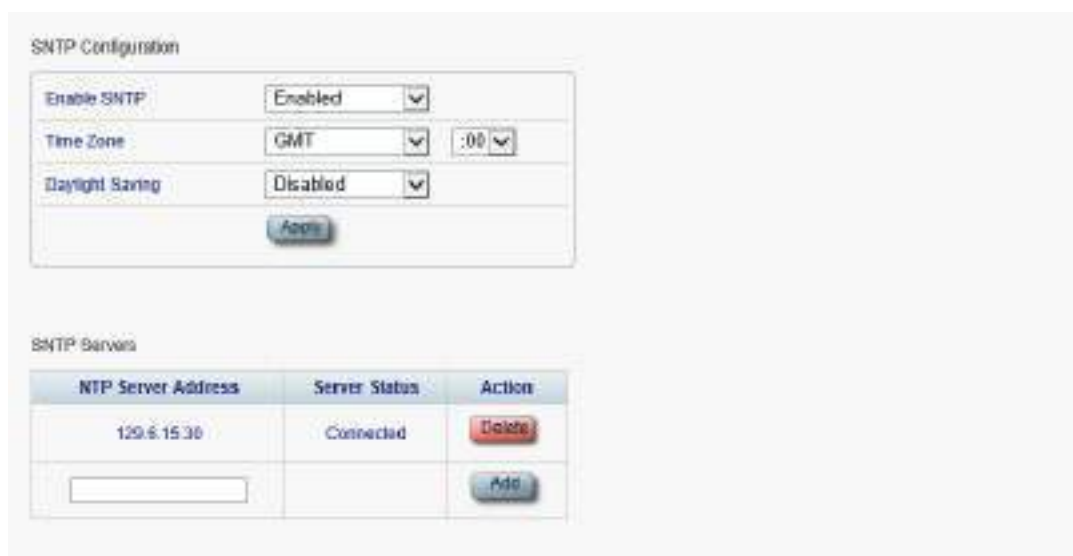 SNTP Configuration
Enable SNTP Enabled
Time Zone GMT :00
Daylight Saving Disabled
Apply
SNTP Servers
NTP Server Address Server Status Action
129.6.15.30 Connected Delete
Add